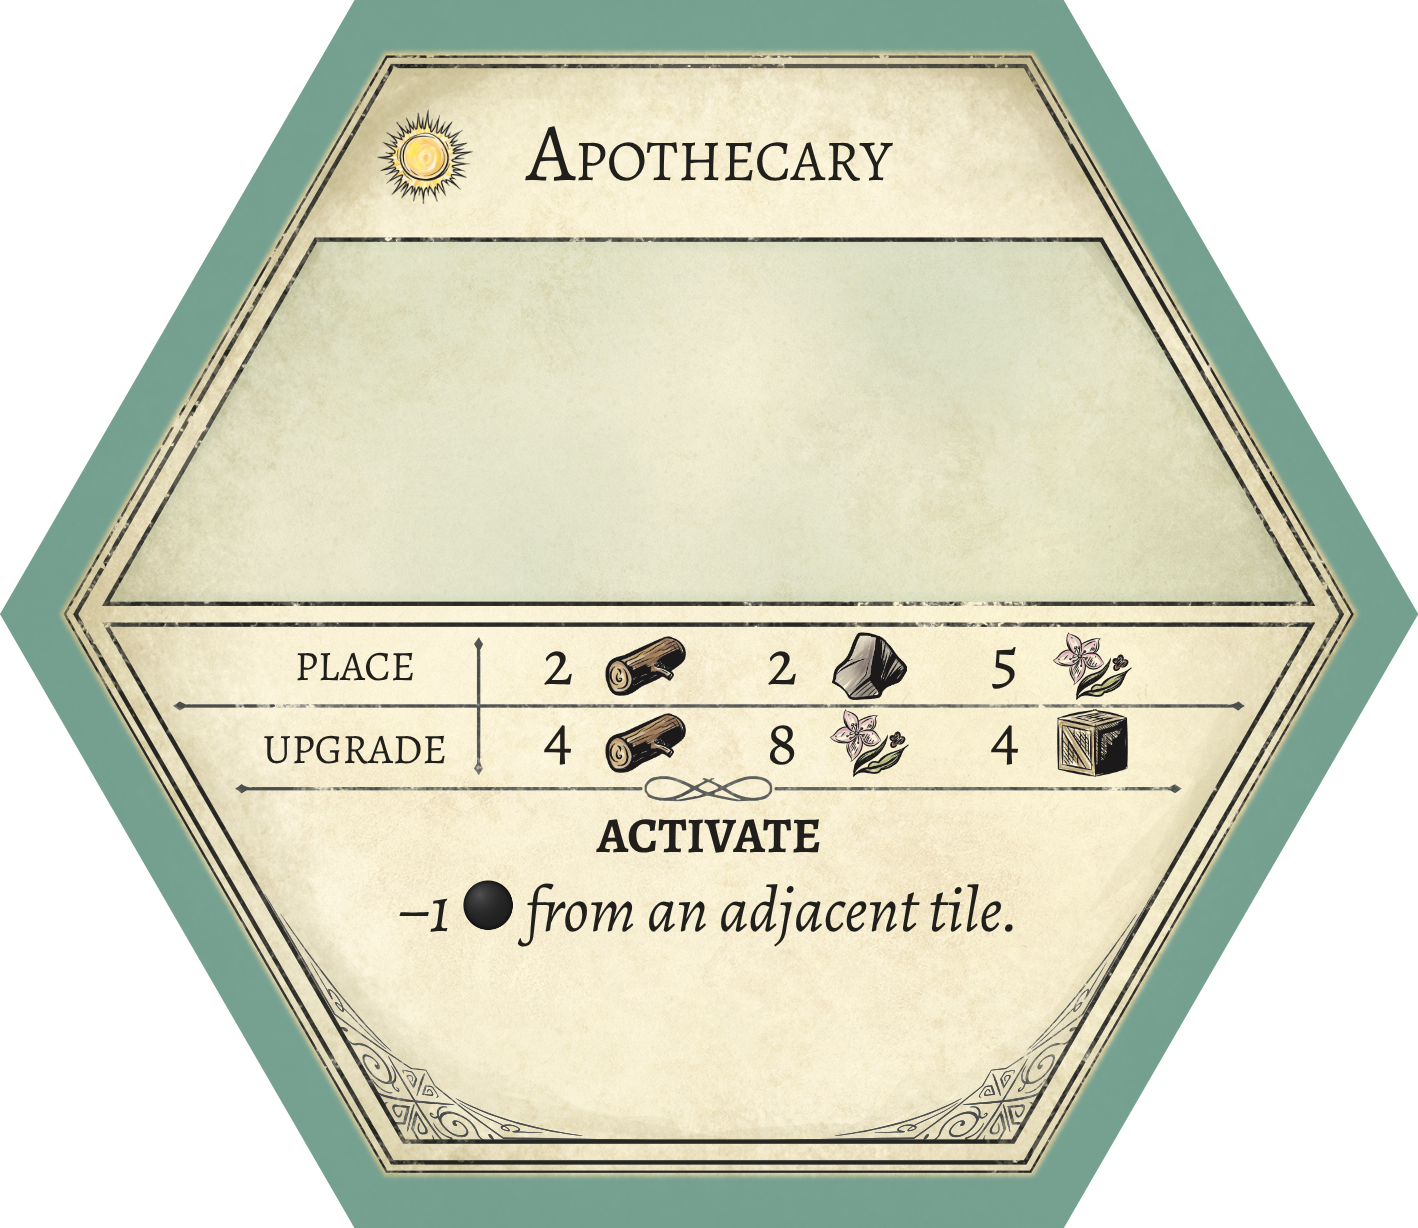 APOTHECARY
PLACE 2 2 5
UPGRADE 4 8 4
ACTIVATE
–1 from an adjacent tile.